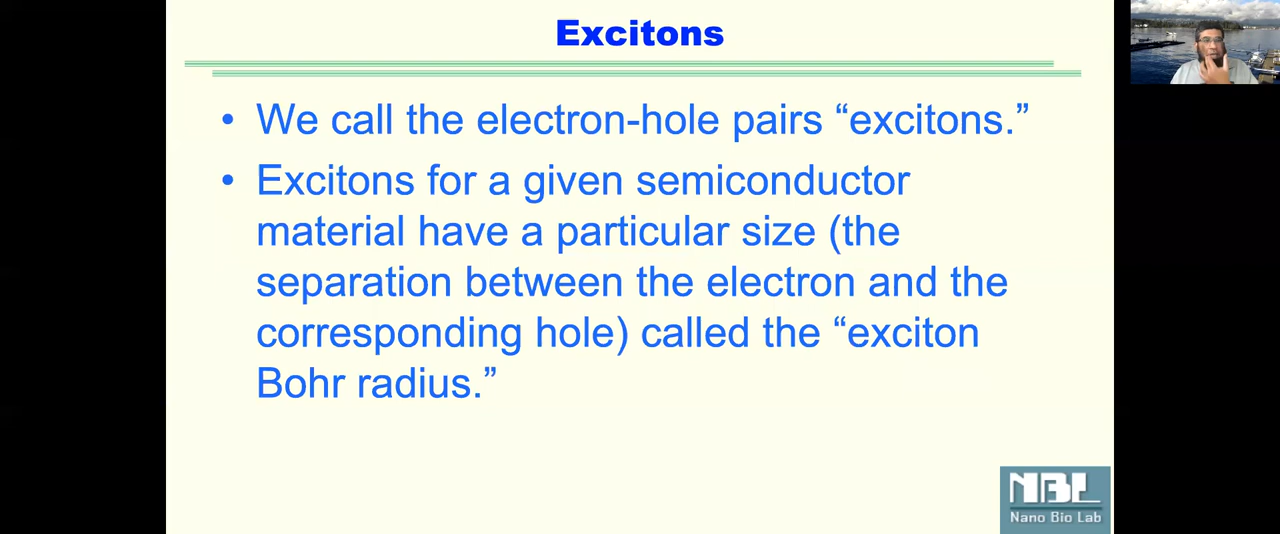 Excitons
• We call the electron-hole pairs “excitons.”
• Excitons for a given semiconductor
material have a particular size (the
separation between the electron and the
corresponding hole) called the “exciton
Bohr radius.”
NBL
Nano Bio Lab